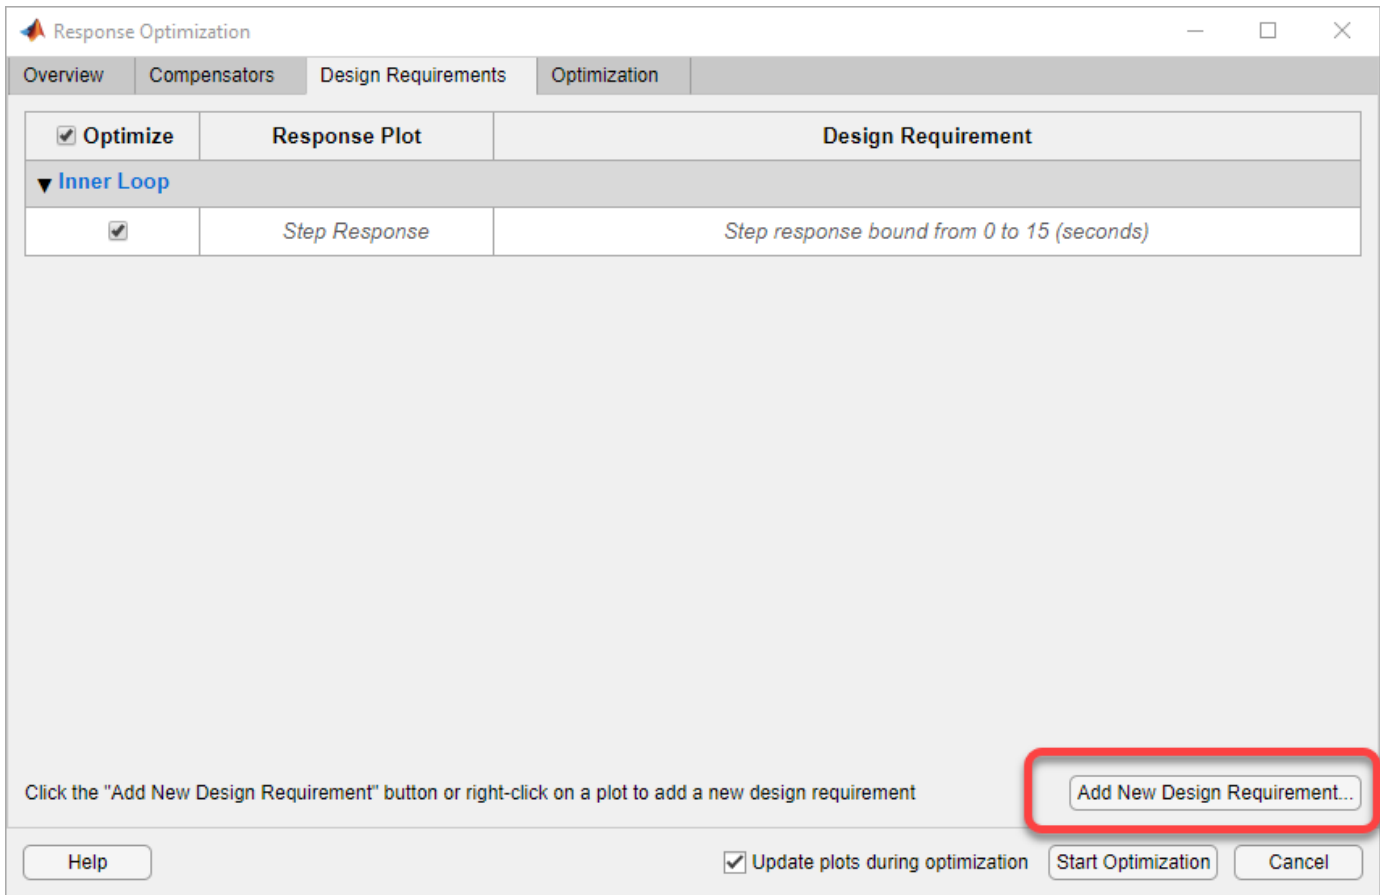 Response Optimization
Overview Compensators Design Requirements Optimization
Optimize Response Plot Design Requirement
Inner Loop
Step Response Step response bound from 0 to 15 (seconds)
Click the "Add New Design Requirement" button or right-click on a plot to add a new design requirement Add New Design Requirement...
Help Update plots during optimization Start Optimization Cancel